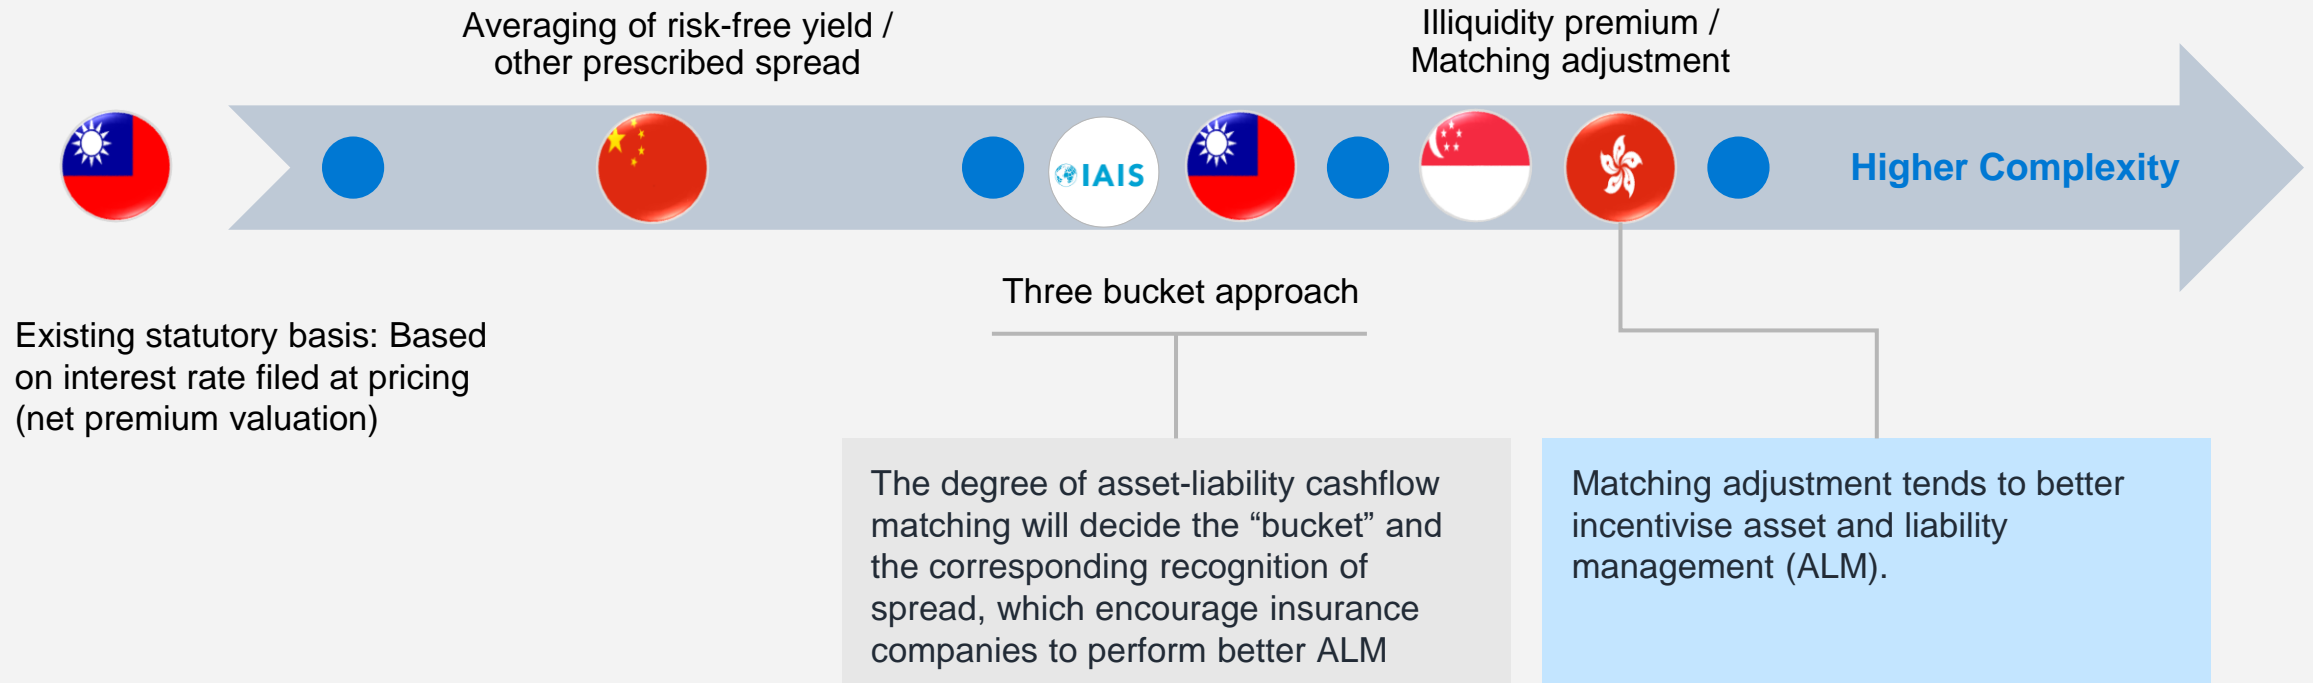 Averaging of risk-free yield /
other prescribed spread
Illiquidity premium /
Matching adjustment
IAIS
Higher Complexity
Three bucket approach
Existing statutory basis: Based
on interest rate filed at pricing
(net premium valuation)
The degree of asset-liability cashflow
matching will decide the “bucket” and
the corresponding recognition of
spread, which encourage insurance
companies to perform better ALM
Matching adjustment tends to better
incentivise asset and liability
management (ALM).